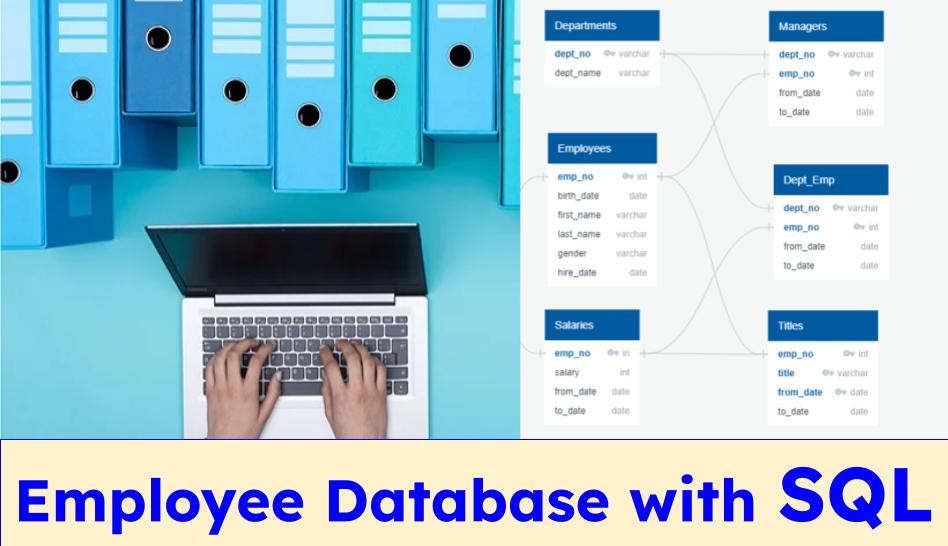 Departments
dept_no varchar
dept_name varchar
Managers
dept_no varchar
emp_no int
from_date date
to_date date
Employees
emp_no int
birth_date date
first_name varchar
last_name varchar
gender varchar
hire_date date
Dept_Emp
dept_no varchar
emp_no int
from_date date
to_date date
Salaries
emp_no in
salary int
from_date date
to_date date
Titles
emp_no int
title varchar
from_date date
to_date date
Employee Database with SQL